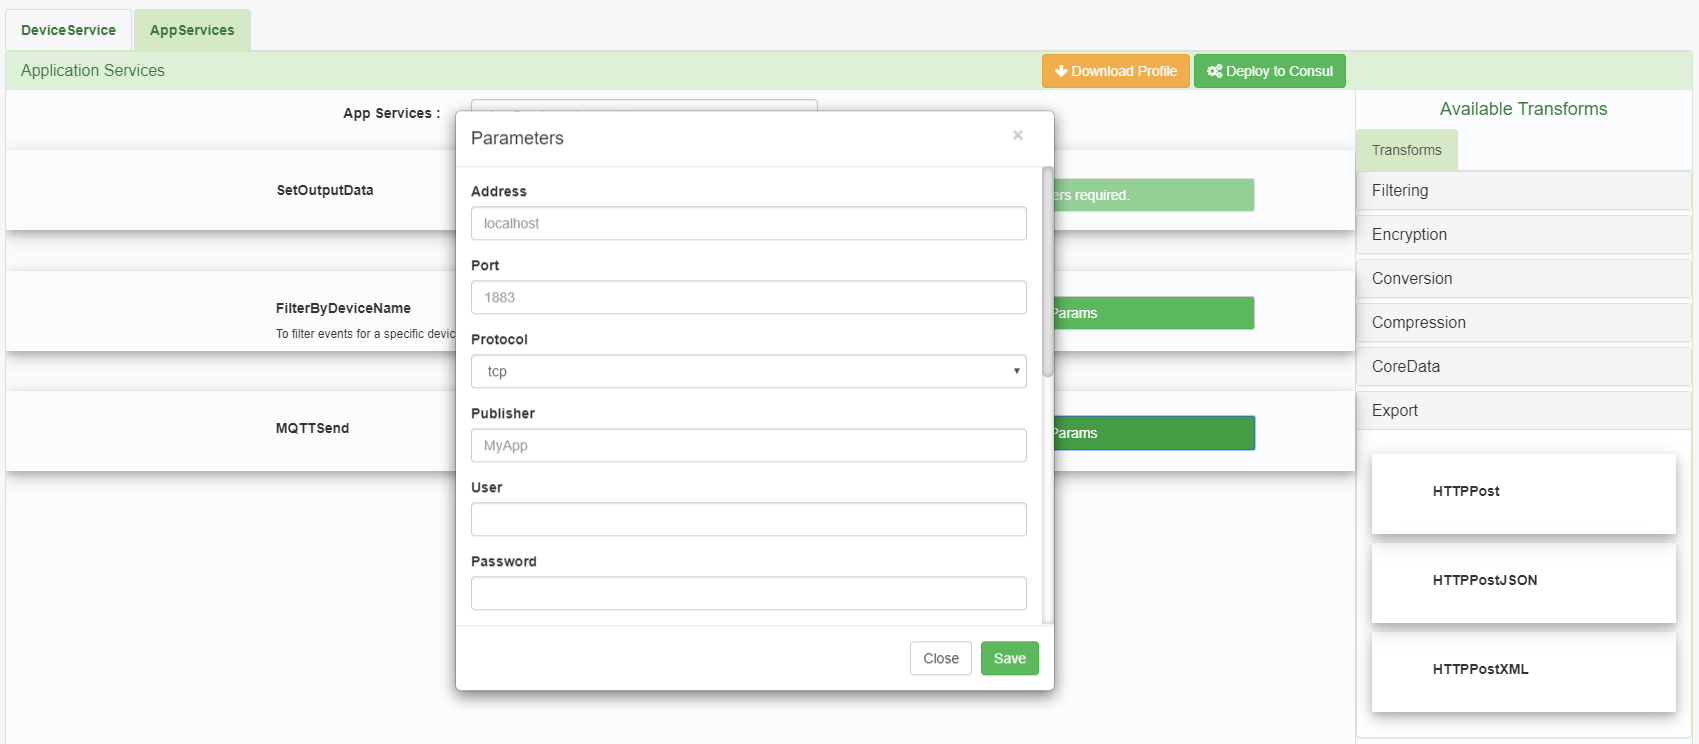 DeviceService
AppServices
Application Services
Download Profile
Deploy to Consul
App Services :
Available Transforms
Parameters
×
Transforms
SetOutputData
Address
required.
Filtering
localhost
Encryption
Port
Conversion
1883
FilterByDeviceName
Params
To filter events for a specific
Protocol
Compression
tcp
CoreData
Publisher
Export
MQTTSend
Params
MyApp
User
HTTPPost
Password
HTTPPostJSON
Close
Save
HTTPPostXML